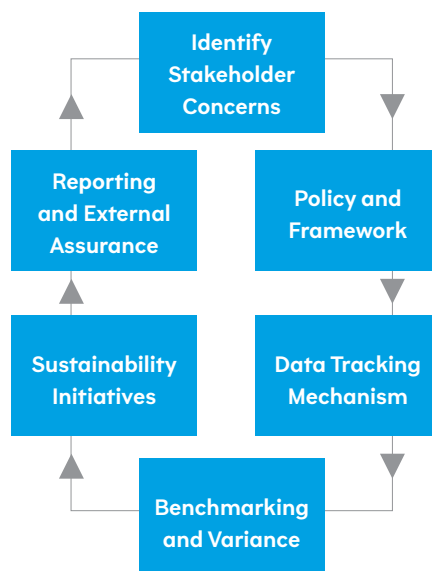 Identify
Stakeholder
Concerns
Policy and
Framework
Data Tracking
Mechanism
Benchmarking
and Variance
Sustainability
Initiatives
Reporting
and External
Assurance